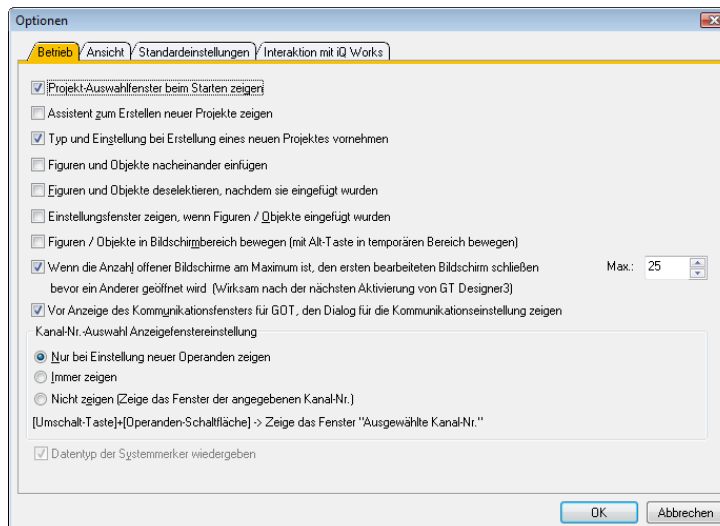 Optionen
Betrieb Ansicht Standardeinstellungen Interaktion mit iQ Works
Projekt-Auswahlfenster beim Starten zeigen
Assistent zum Erstellen neuer Projekte zeigen
Typ und Einstellung bei Erstellung eines neuen Projektes vornehmen
Figuren und Objekte nacheinander einfügen
Figuren und Objekte deselektieren, nachdem sie eingefügt wurden
Einstellungsfenster zeigen, wenn Figuren / Objekte eingefügt wurden
Figuren / Objekte in Bildschirmbereich bewegen (mit Alt-Taste in temporären Bereich bewegen)
Wenn die Anzahl offener Bildschirme am Maximum ist, den ersten bearbeiteten Bildschirm schließen Max.: 25
bevor ein Anderer geöffnet wird (Wirksam nach der nächsten Aktivierung von GT Designer3)
Vor Anzeige des Kommunikationsfensters für GOT, den Dialog für die Kommunikationseinstellung zeigen
Kanal-Nr.-Auswahl Anzeigefenstereinstellung
Nur bei Einstellung neuer Operanden zeigen
Immer zeigen
Nicht zeigen (Zeige das Fenster der angegebenen Kanal-Nr.)
[Umschalt-Taste]+[Operanden-Schaltfläche] -> Zeige das Fenster "Ausgewählte Kanal-Nr."
Datentyp der Systemmerker wiedergeben
OK Abbrechen